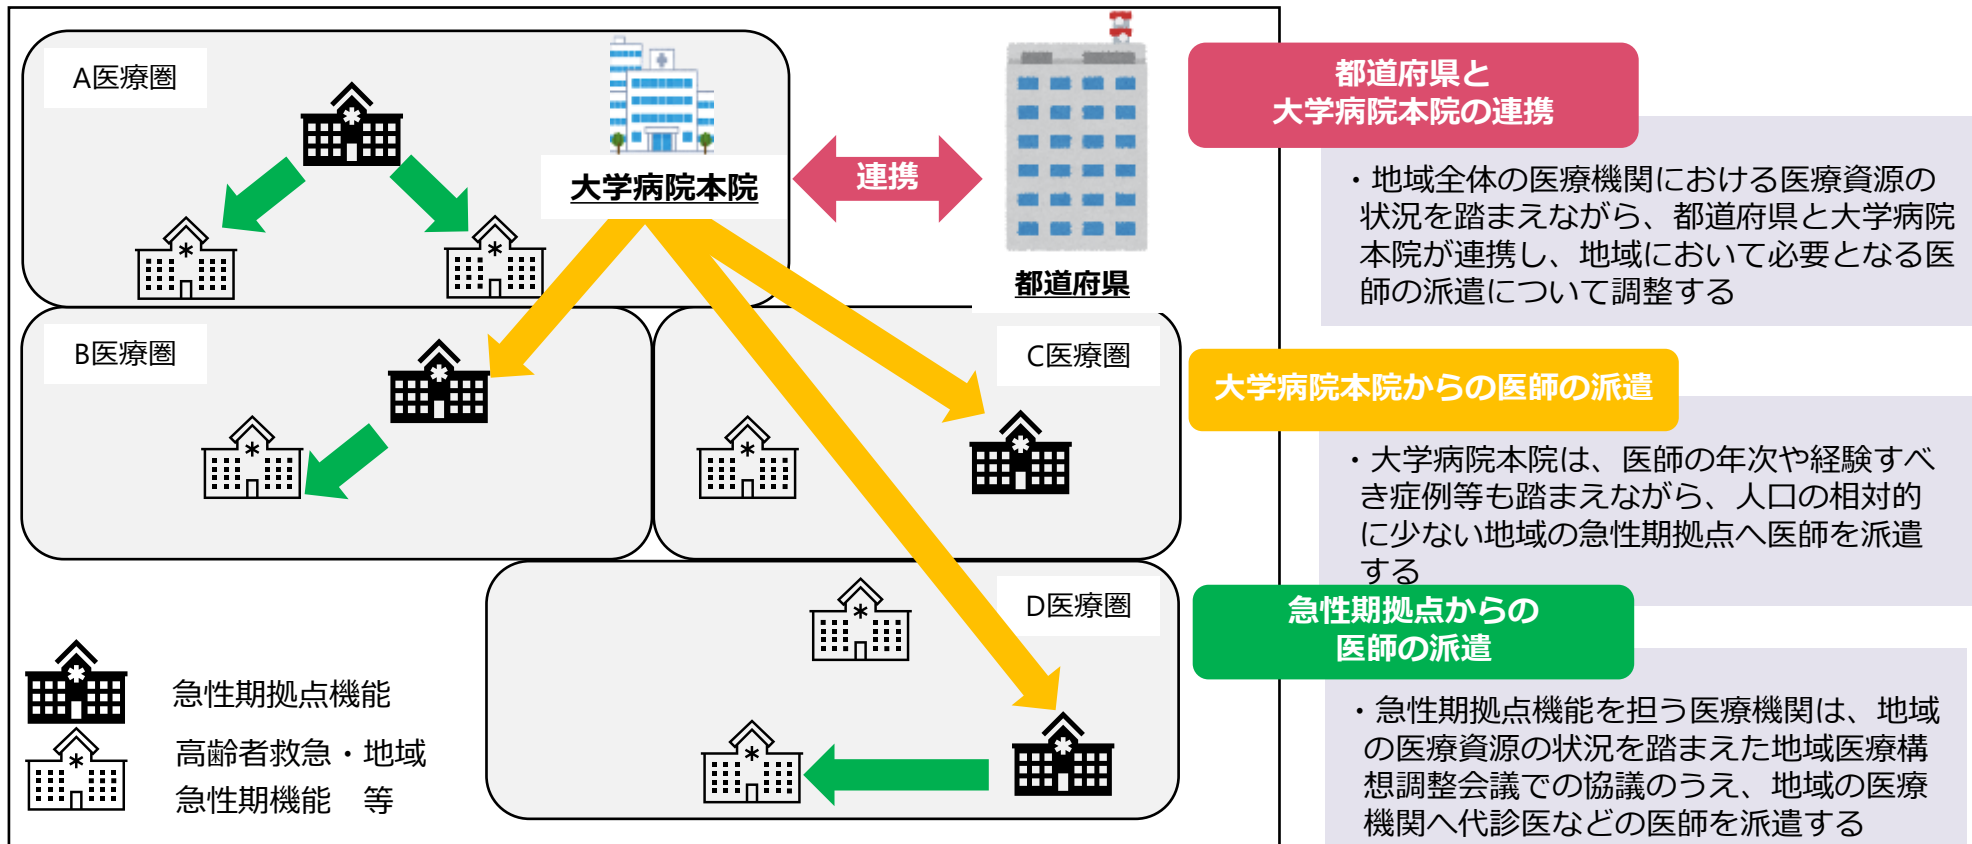 A医療圏
大学病院本院
連携
都道府県
B医療圏
C医療圏
D医療圏
急性期拠点機能
高齢者救急・地域
急性期機能　等
都道府県と
大学病院本院の連携
・地域全体の医療機関における医療資源の
状況を踏まえながら、都道府県と大学病院
本院が連携し、地域において必要となる医
師の派遣について調整する
大学病院本院からの医師の派遣
・大学病院本院は、医師の年次や経験すべ
き症例等も踏まえながら、人口の相対的
に少ない地域の急性期拠点へ医師を派遣
する
急性期拠点からの
医師の派遣
・急性期拠点機能を担う医療機関は、地域
の医療資源の状況を踏まえた地域医療構
想調整会議での協議のうえ、地域の医療
機関へ代診医などの医師を派遣する